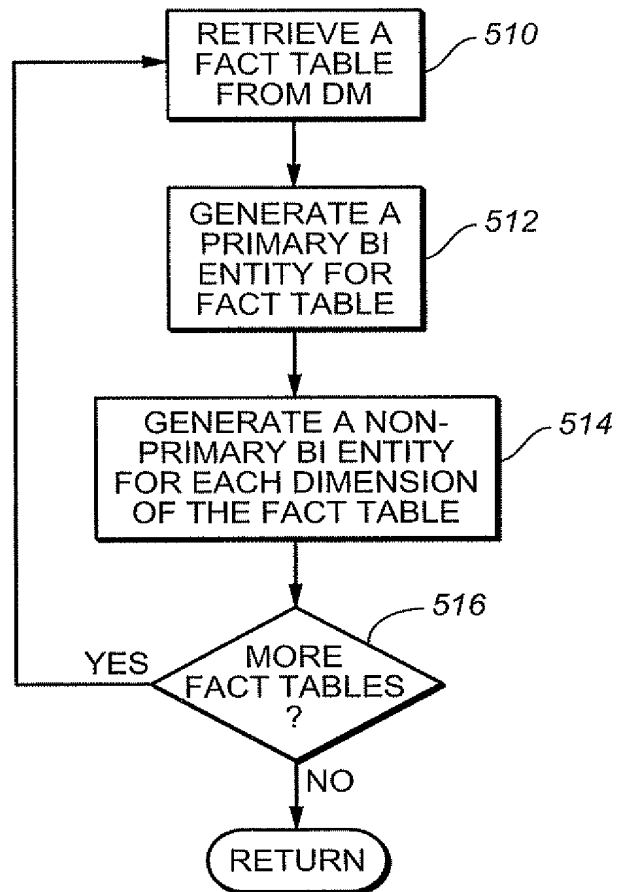 RETRIEVE A
FACT TABLE
FROM DM
510
GENERATE A
PRIMARY BI
ENTITY FOR
FACT TABLE
512
GENERATE A NON-
PRIMARY BI ENTITY
FOR EACH DIMENSION
OF THE FACT TABLE
514
516
YES
MORE
FACT TABLES
?
NO
RETURN